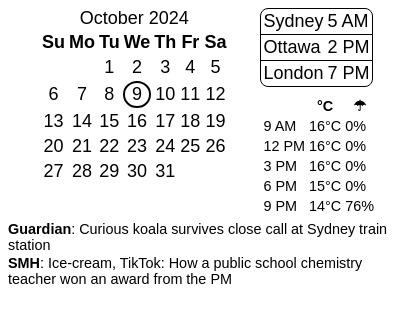 October 2024
Su Mo Tu We Th Fr Sa
1 2 3 4 5
6 7 8 9 10 11 12
13 14 15 16 17 18 19
20 21 22 23 24 25 26
27 28 29 30 31
Sydney 5 AM
Ottawa 2 PM
London 7 PM
°C ☂
9 AM 16°C 0%
12 PM 16°C 0%
3 PM 16°C 0%
6 PM 15°C 0%
9 PM 14°C 76%
Guardian: Curious koala survives close call at Sydney train
station
SMH: Ice-cream, TikTok: How a public school chemistry
teacher won an award from the PM